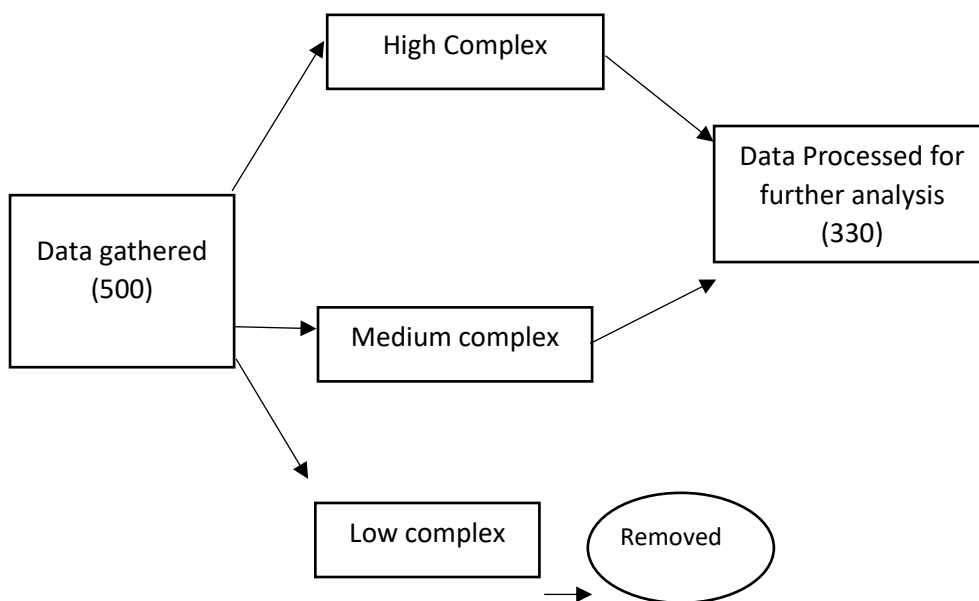 High Complex
Data Processed for
further analysis
(330)
Data gathered
(500)
Medium complex
Low complex
Removed